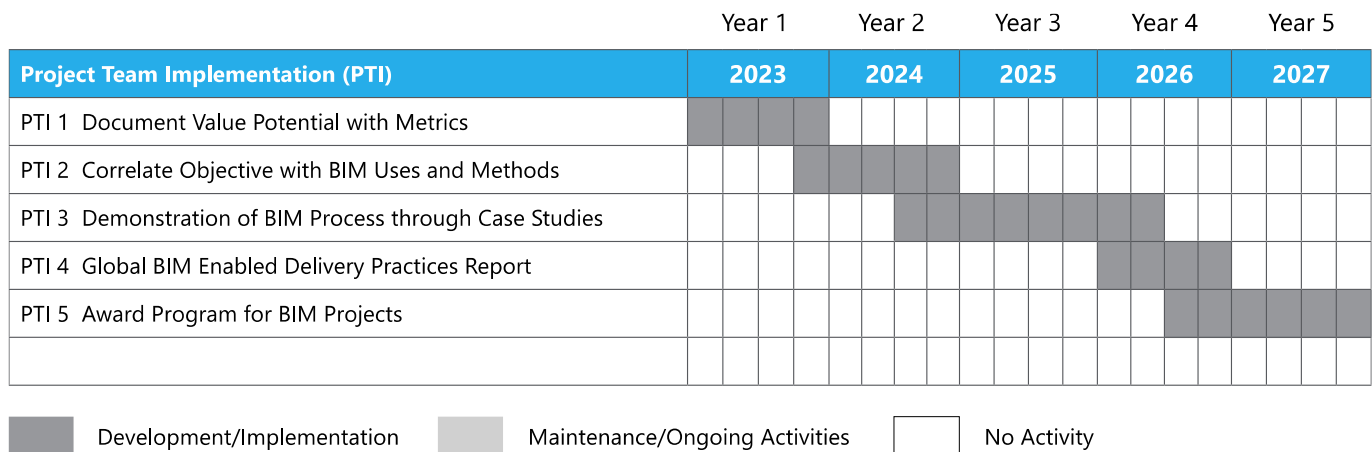 Year 1 Year 2 Year 3 Year 4 Year 5
Project Team Implementation (PTI) 2023 2024 2025 2026 2027
PTI 1 Document Value Potential with Metrics
PTI 2 Correlate Objective with BIM Uses and Methods
PTI 3 Demonstration of BIM Process through Case Studies
PTI 4 Global BIM Enabled Delivery Practices Report
PTI 5 Award Program for BIM Projects
Development/Implementation Maintenance/Ongoing Activities No Activity